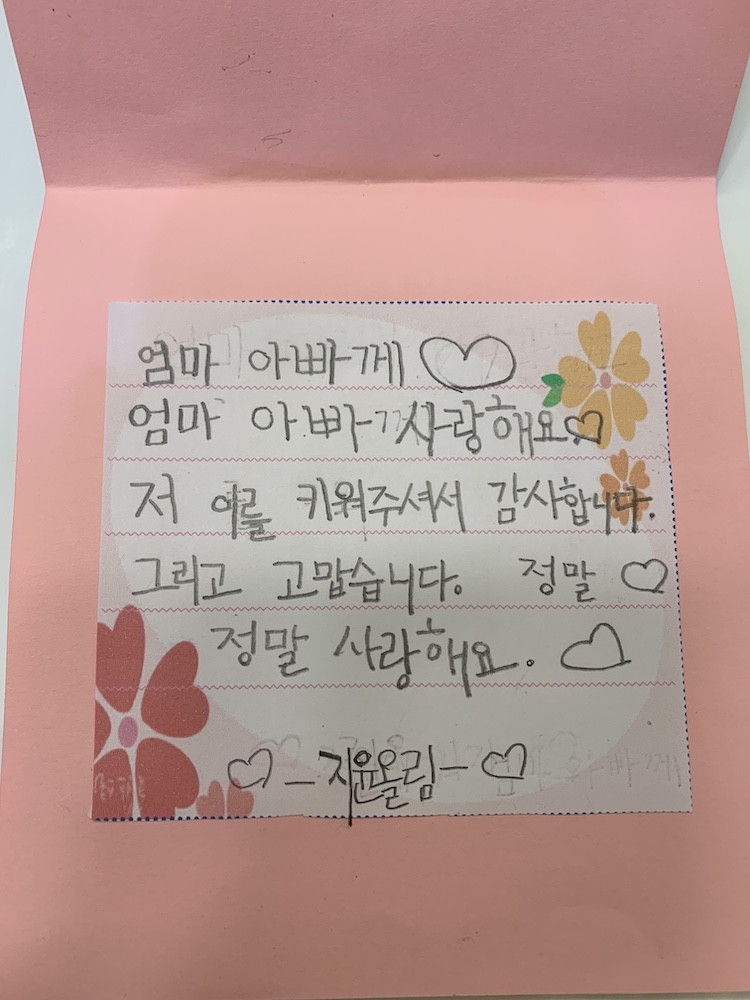 엄마 아빠께
엄마 아빠 사랑해요
저 예를 키워주셔서 감사합니다.
그리고 고맙습니다. 정말
정말 사랑해요.
-지윤올림-